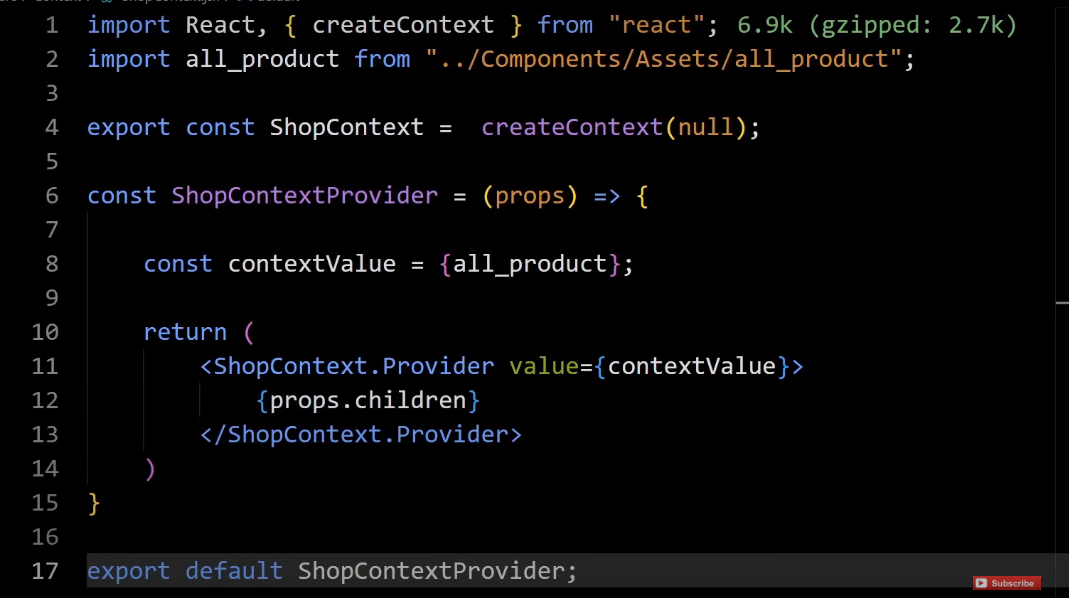 1 import React, { createContext } from "react"; 6.9k (gzipped: 2.7k)
2 import all_product from "../Components/Assets/all_product";
3
4 export const ShopContext =  createContext(null);
5
6 const ShopContextProvider = (props) => {
7
8     const contextValue = {all_product};
9
10     return (
11         <ShopContext.Provider value={contextValue}>
12             {props.children}
13         </ShopContext.Provider>
14     )
15 }
16
17 export default ShopContextProvider;
Subscribe